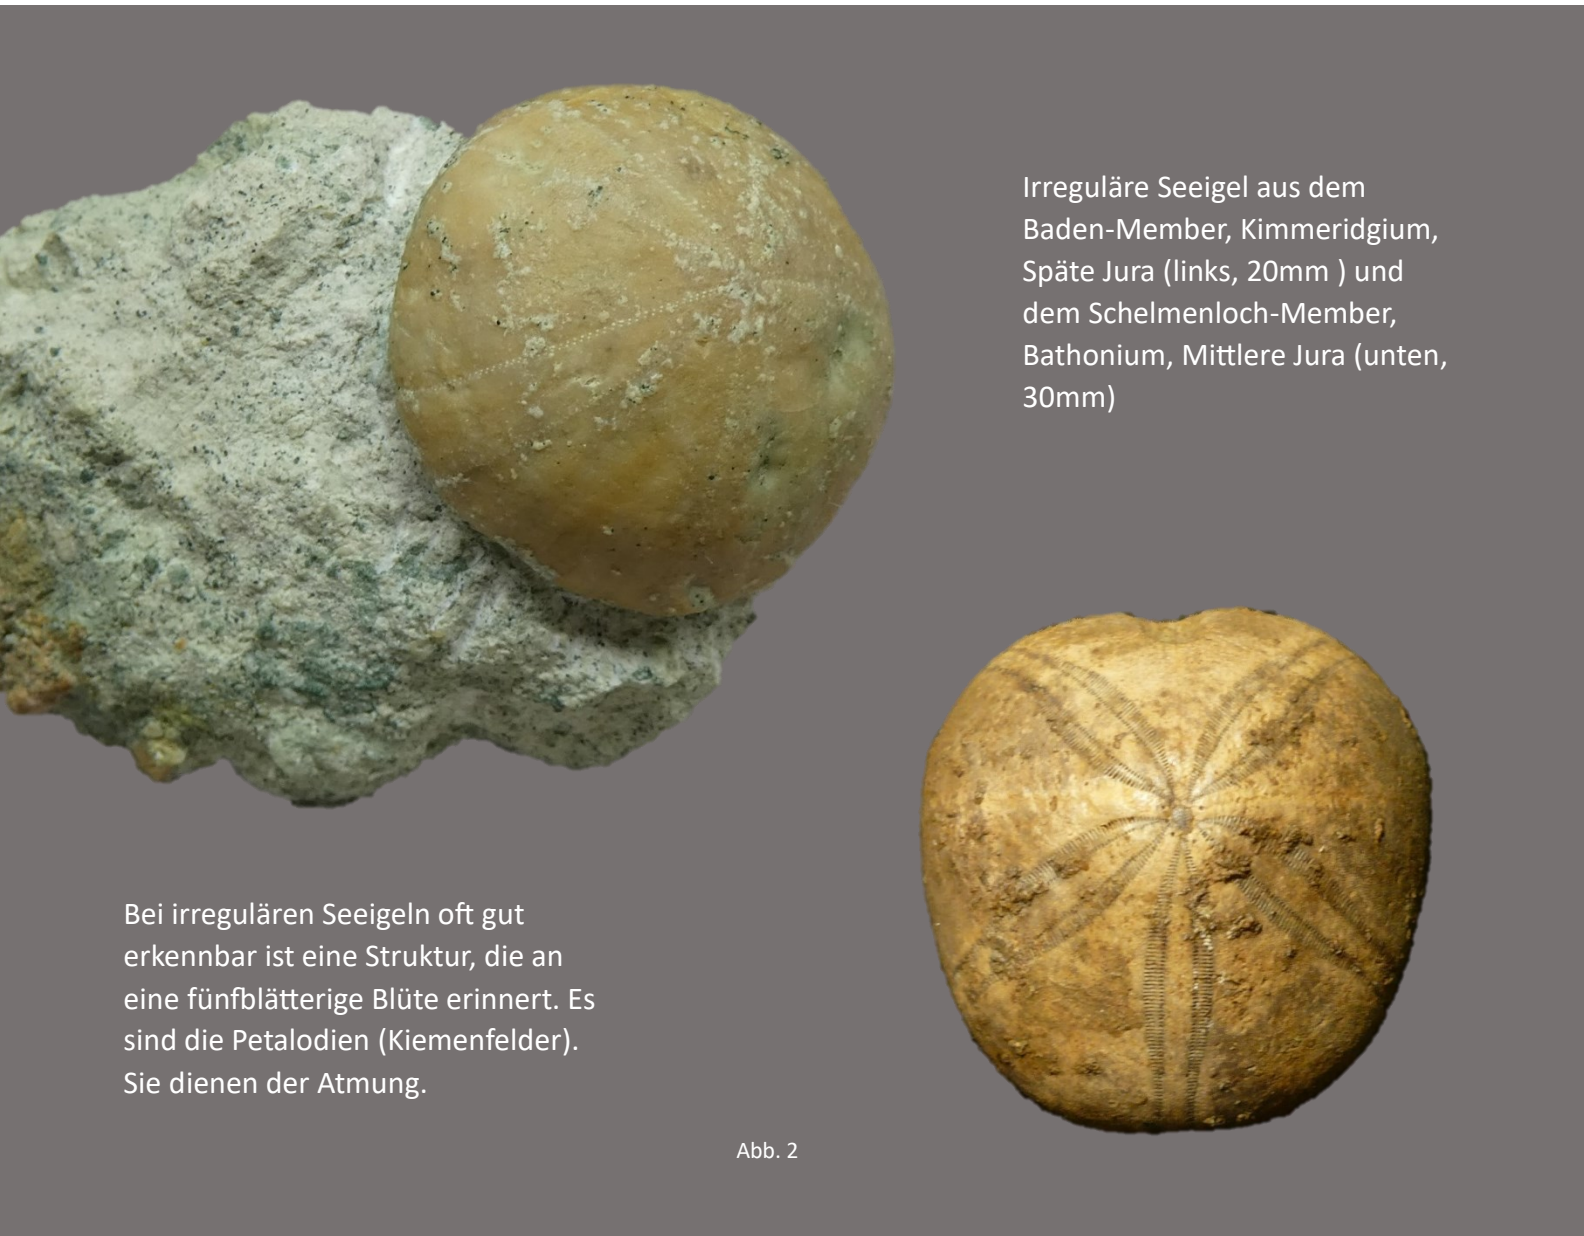 Irreguläre Seeigel aus dem
Baden-Member, Kimmeridgium,
Späte Jura (links, 20mm ) und
dem Schelmenloch-Member,
Bathonium, Mittlere Jura (unten,
30mm)
Bei irregulären Seeigeln oft gut
erkennbar ist eine Struktur, die an
eine fünfblätterige Blüte erinnert. Es
sind die Petalodien (Kiemenfelder).
Sie dienen der Atmung.
Abb. 2